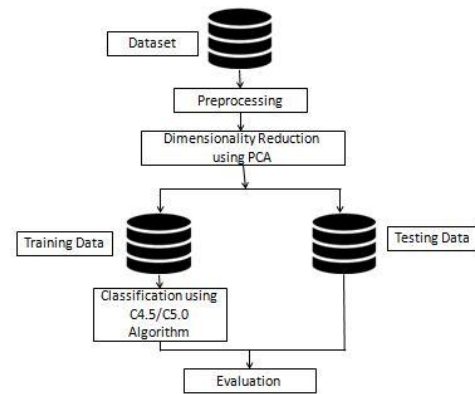 Dataset
Preprocessing
Dimensionality Reduction
using PCA
Training Data
Testing Data
Classification using
C4.5/C5.0
Algorithm
Evaluation